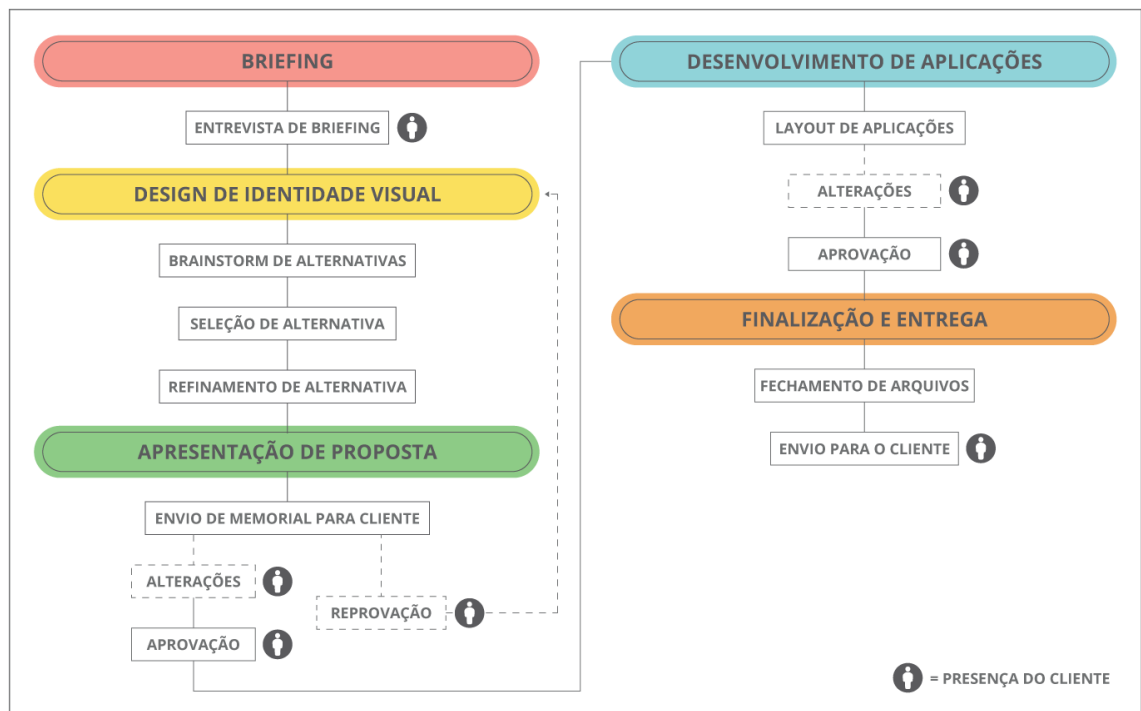 BRIEFING
ENTREVISTA DE BRIEFING
DESIGN DE IDENTIDADE VISUAL
BRAINSTORM DE ALTERNATIVAS
SELEÇÃO DE ALTERNATIVA
REFINAMENTO DE ALTERNATIVA
APRESENTAÇÃO DE PROPOSTA
ENVIO DE MEMORIAL PARA CLIENTE
ALTERAÇÕES
REPROVAÇÃO
APROVAÇÃO
DESENVOLVIMENTO DE APLICAÇÕES
LAYOUT DE APLICAÇÕES
ALTERAÇÕES
APROVAÇÃO
FINALIZAÇÃO E ENTREGA
FECHAMENTO DE ARQUIVOS
ENVIO PARA O CLIENTE
= PRESENÇA DO CLIENTE